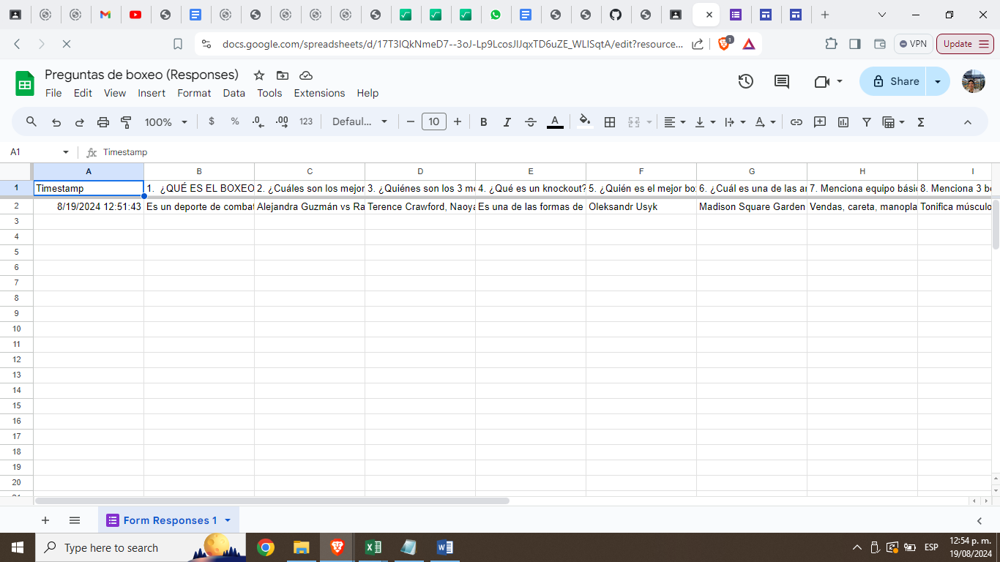 docs.google.com/spreadsheets/d/17T3lQkNmeD7--3oJ-Lp9LcosJIJqxTD6uZE_WLlSqtA/edit?resource...
1
VPN
Update
Preguntas de boxeo (Responses)
File Edit View Insert Format Data Tools Extensions Help
Share
100% $ % .0 .00 123 Defaul... 10 B I A
A1 fx Timestamp
A B C D E F G H I
1 Timestamp 1. ¿QUÉ ES EL BOXEO 2. ¿Cuáles son los mejor 3. ¿Quiénes son los 3 me 4. ¿Qué es un knockout? 5. ¿Quién es el mejor bo 6. ¿Cuál es una de las ar 7. Menciona equipo bási 8. Menciona 3 b
2 8/19/2024 12:51:43 Es un deporte de combat Alejandra Guzmán vs Ra Terence Crawford, Naoya Es una de las formas de Oleksandr Usyk Madison Square Garden Vendas, careta, manopla Tonifica músculo
3
4
5
6
7
8
9
10
11
12
13
14
15
16
17
18
19
20
Form Responses 1
Type here to search
ESP
12:54 p. m.
19/08/2024